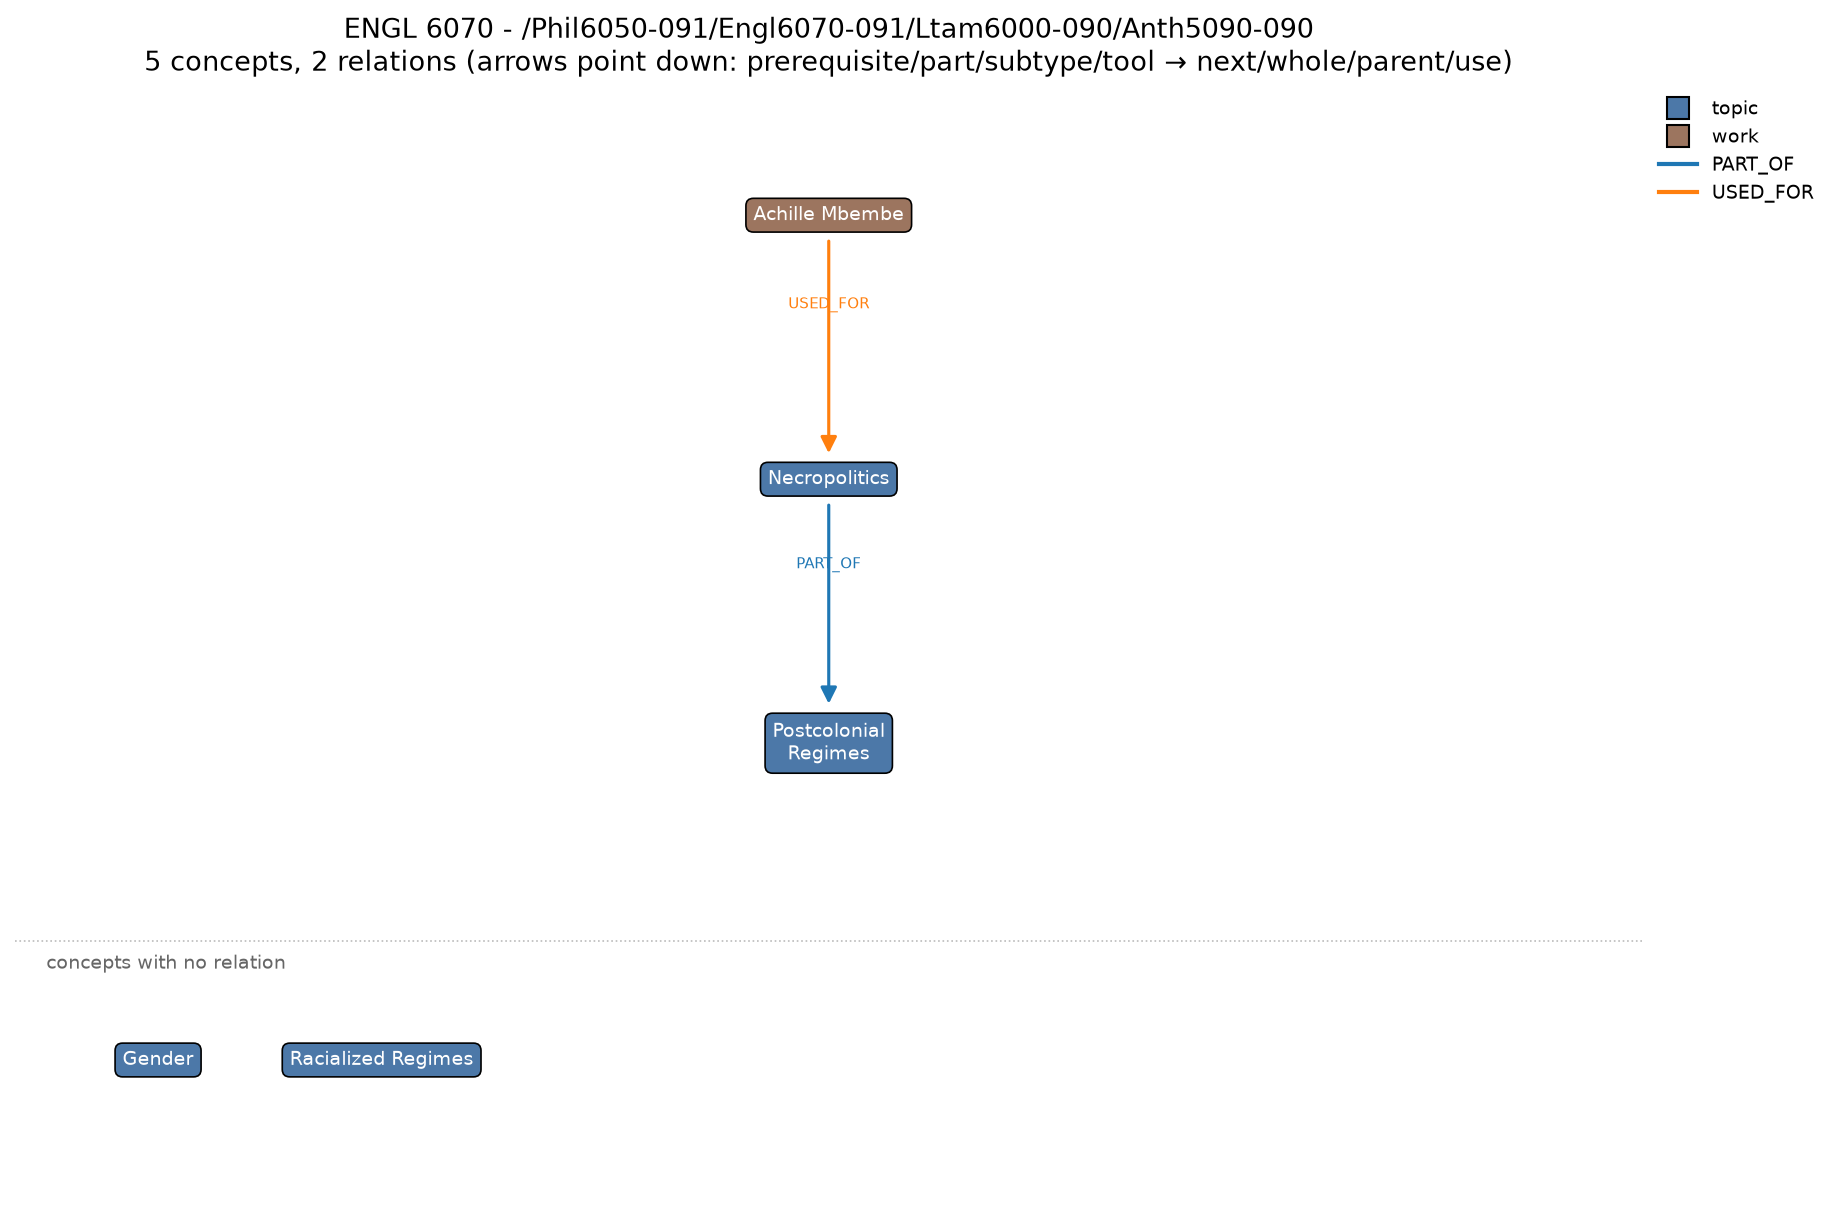 ENGL 6070 - /Phil6050-091/Engl6070-091/Ltam6000-090/Anth5090-090
5 concepts, 2 relations (arrows point down: prerequisite/part/subtype/tool → next/whole/parent/use)
topic
work
PART_OF
USED_FOR
Achille Mbembe
USED_FOR
Necropolitics
PART_OF
Postcolonial
Regimes
concepts with no relation
Gender
Racialized Regimes